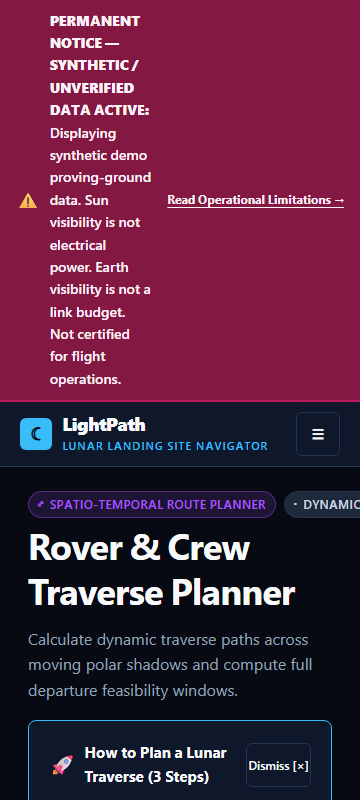 PERMANENT
NOTICE —
SYNTHETIC /
UNVERIFIED
DATA ACTIVE:
Displaying
synthetic demo
proving-ground
data. Sun
visibility is not
electrical
power. Earth
visibility is not a
link budget.
Not certified
for flight
operations.
Read Operational Limitations →
LightPath
LUNAR LANDING SITE NAVIGATOR
SPATIO-TEMPORAL ROUTE PLANNER
· DYNAMIC
Rover & Crew
Traverse Planner
Calculate dynamic traverse paths across
moving polar shadows and compute full
departure feasibility windows.
How to Plan a Lunar
Traverse (3 Steps)
Dismiss [×]